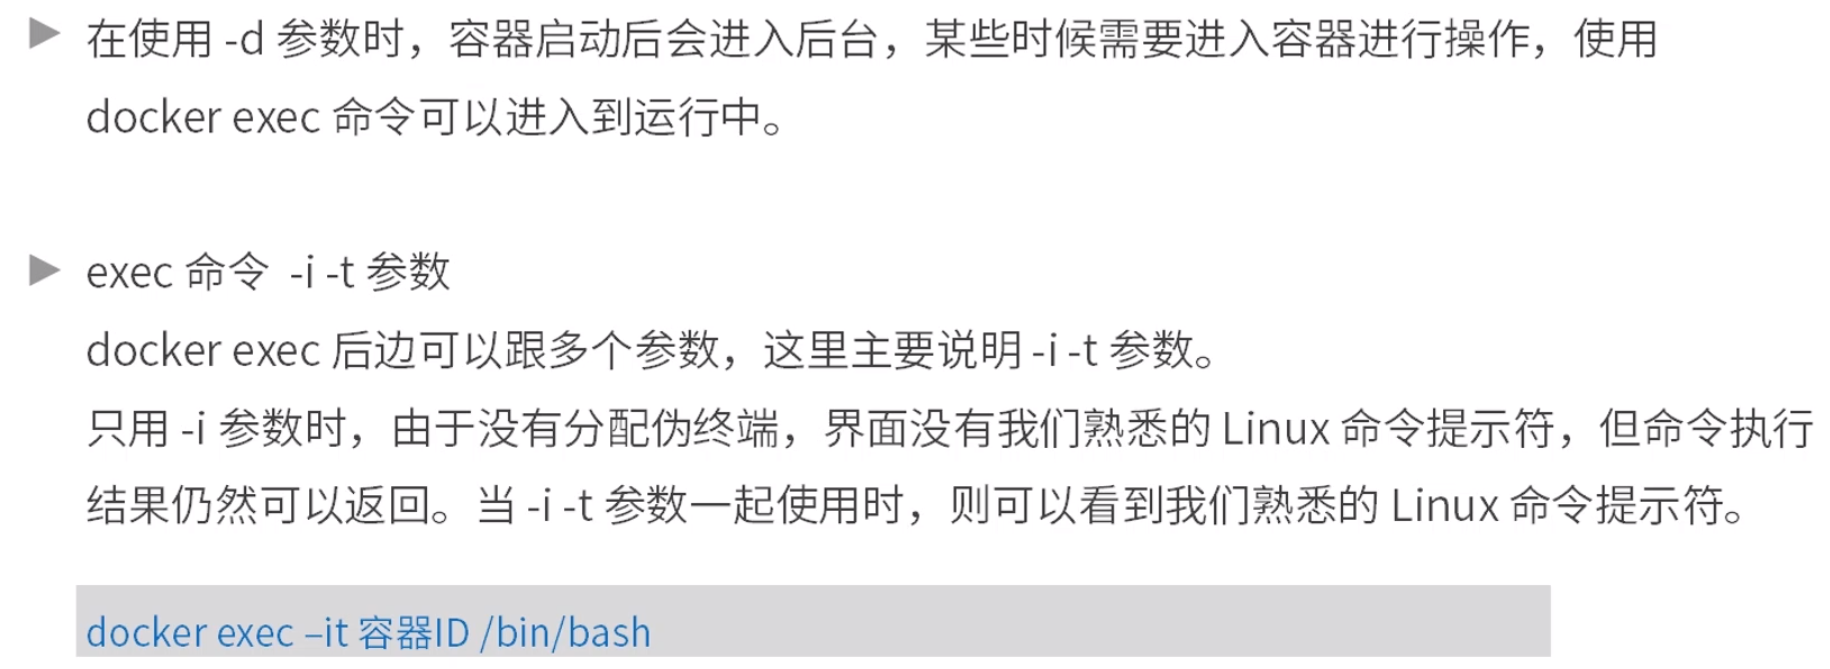 在使用 -d 参数时，容器启动后会进入后台，某些时候需要进入容器进行操作，使用
docker exec 命令可以进入到运行中。
exec 命令 -i -t 参数
docker exec 后边可以跟多个参数，这里主要说明 -i -t 参数。
只用 -i 参数时，由于没有分配伪终端，界面没有我们熟悉的 Linux 命令提示符，但命令执行
结果仍然可以返回。当 -i -t 参数一起使用时，则可以看到我们熟悉的 Linux 命令提示符。
docker exec –it 容器ID /bin/bash